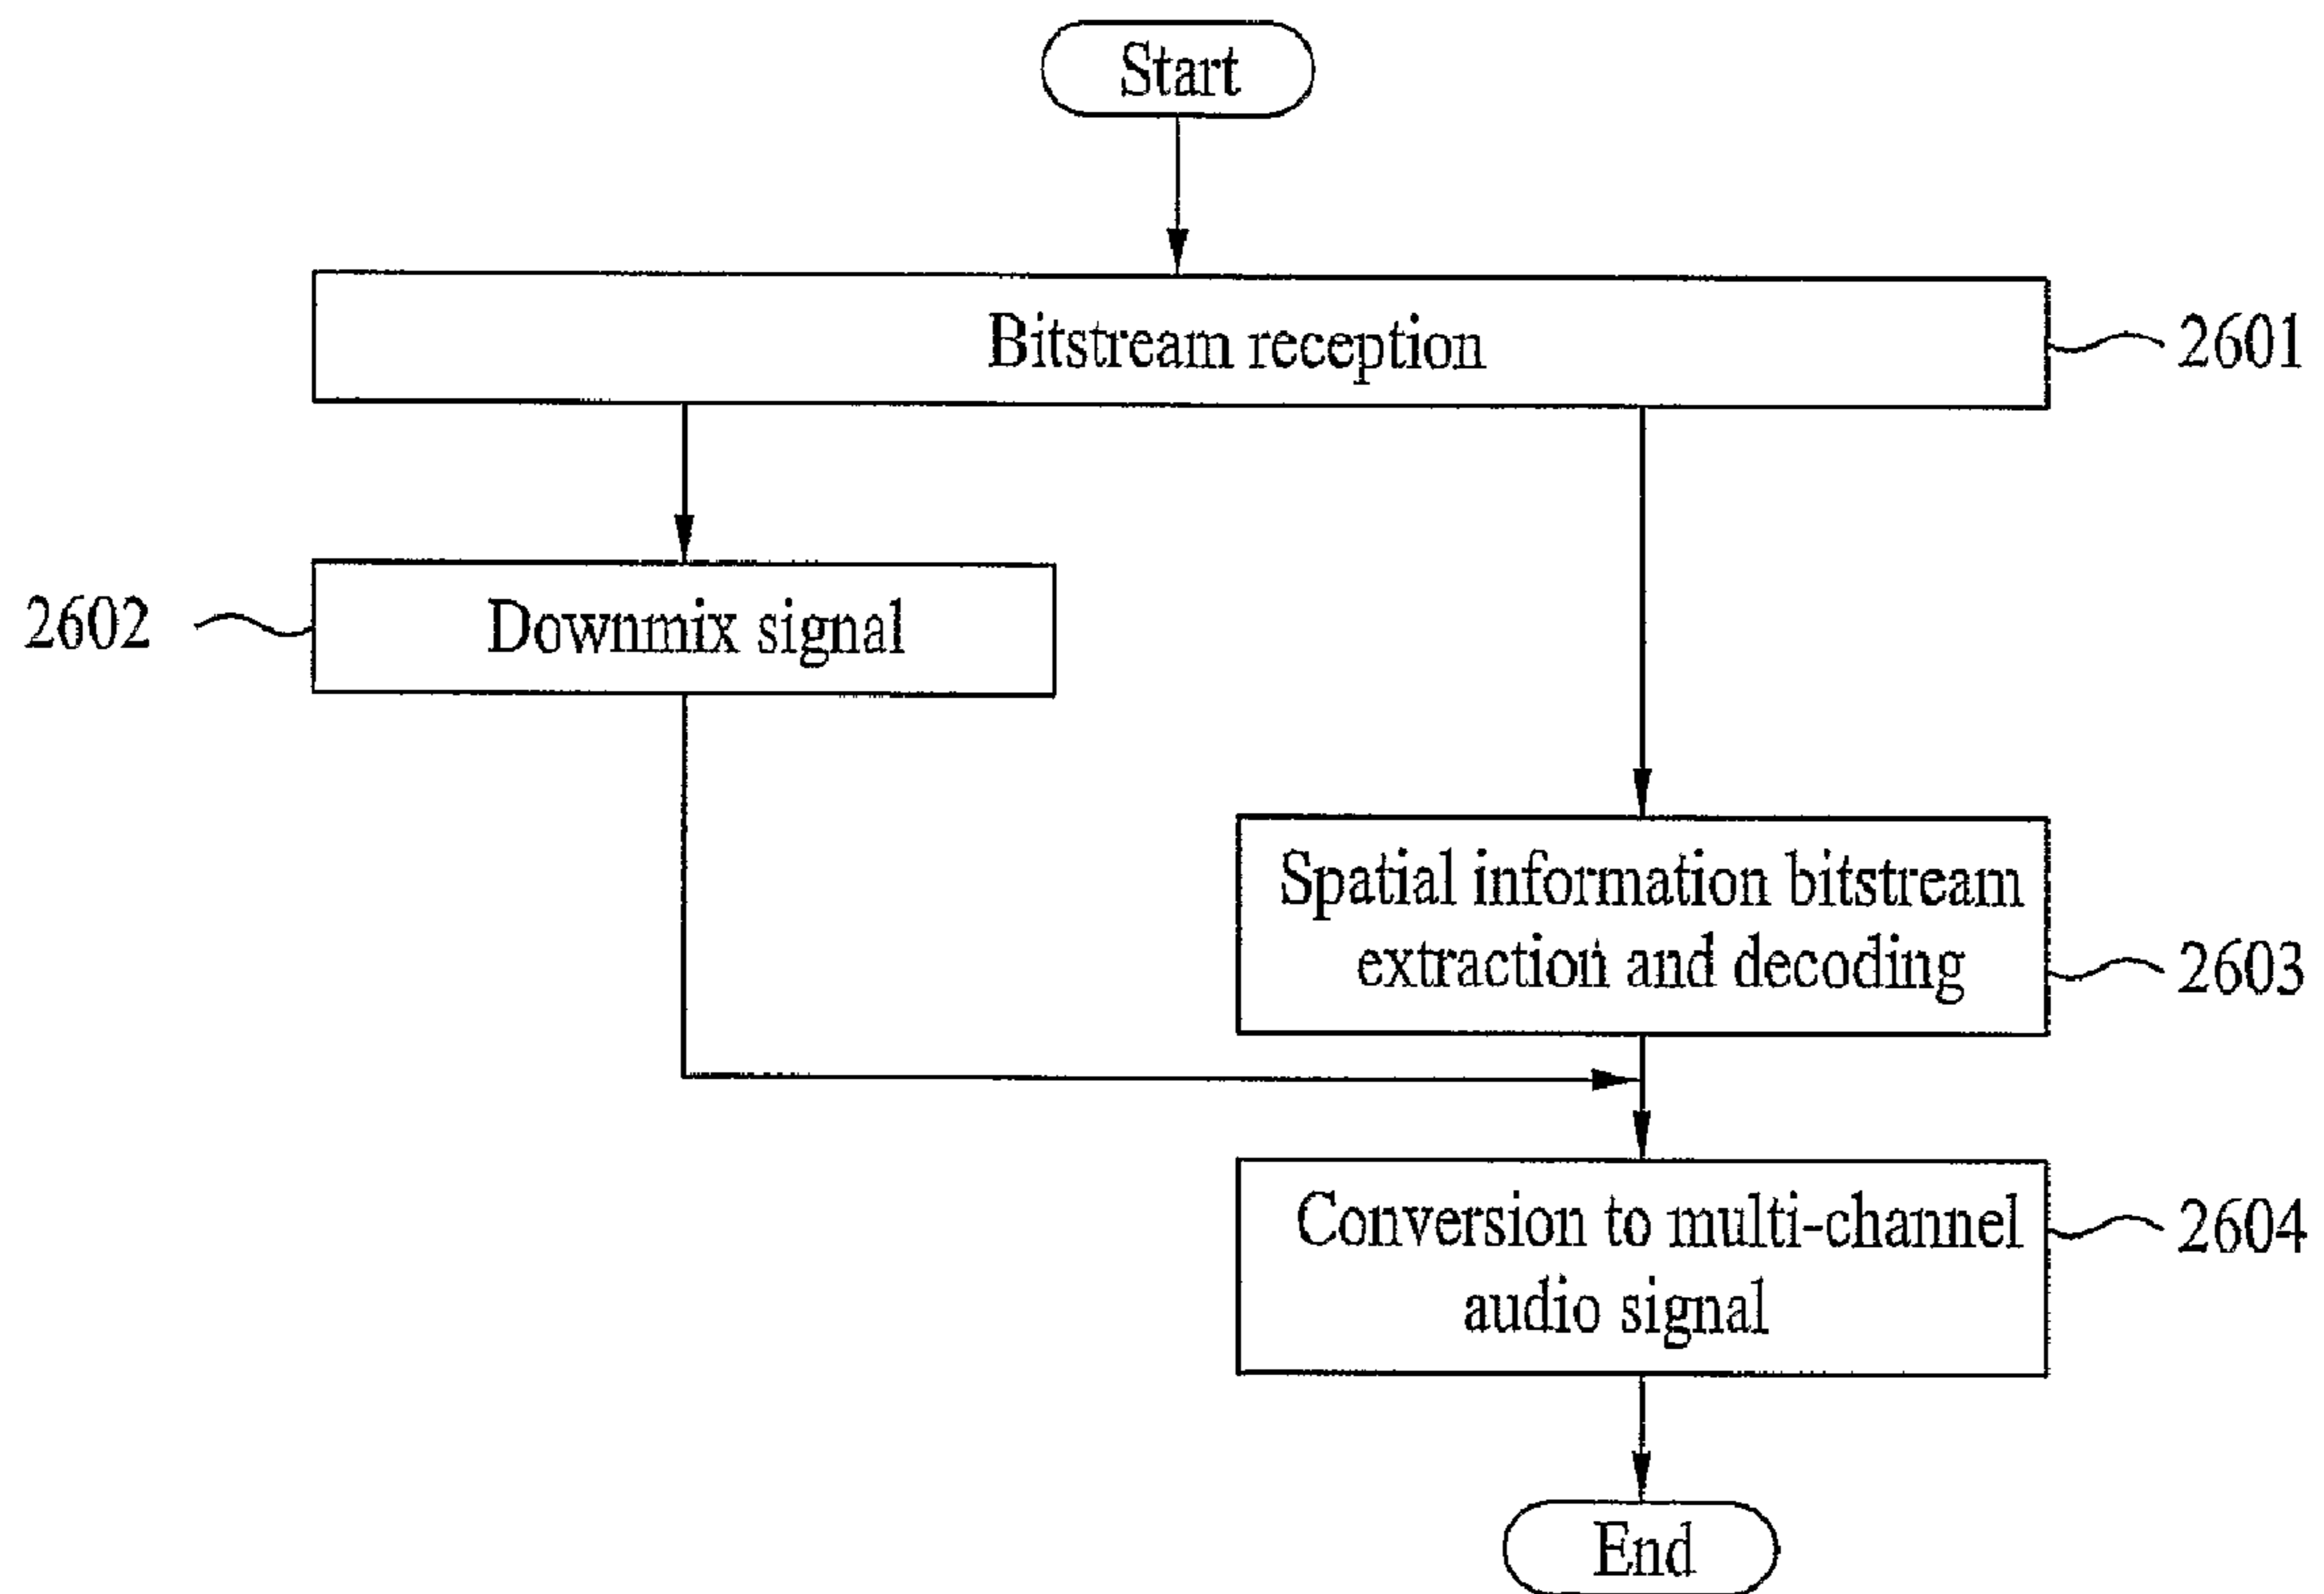 Start
Bitstream reception
2601
2602
Downmix signal
Spatial information bitstream
extraction and decoding
2603
Conversion to multi-channel
audio signal
2604
End